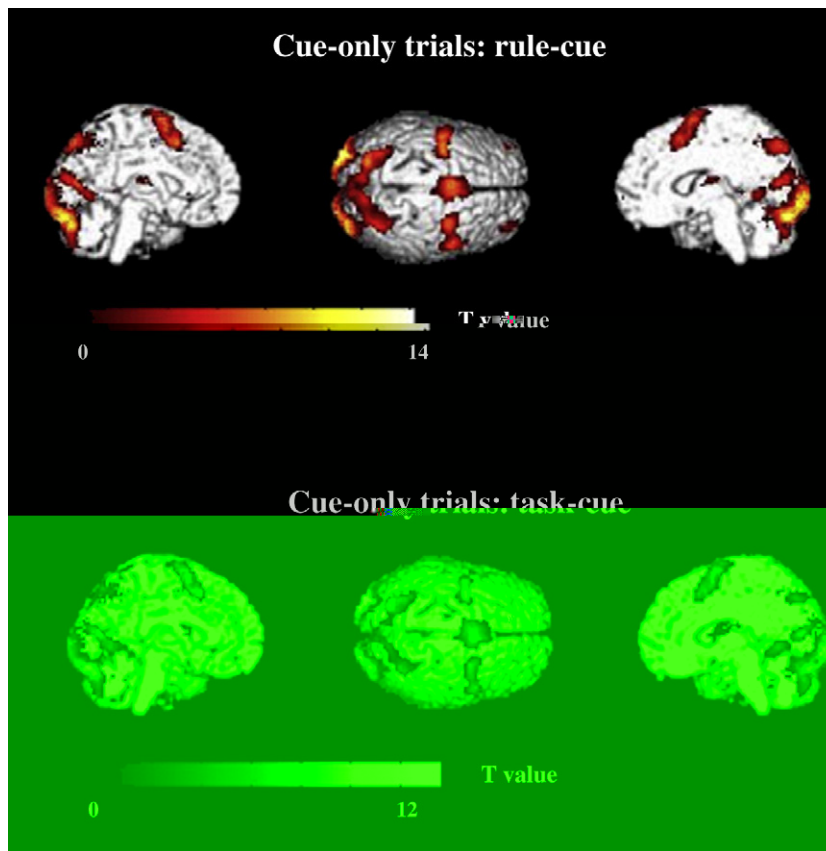 Cue-only trials: rule-cue
T value
0 14
Cue-only trials: task-cue
T value
0 12